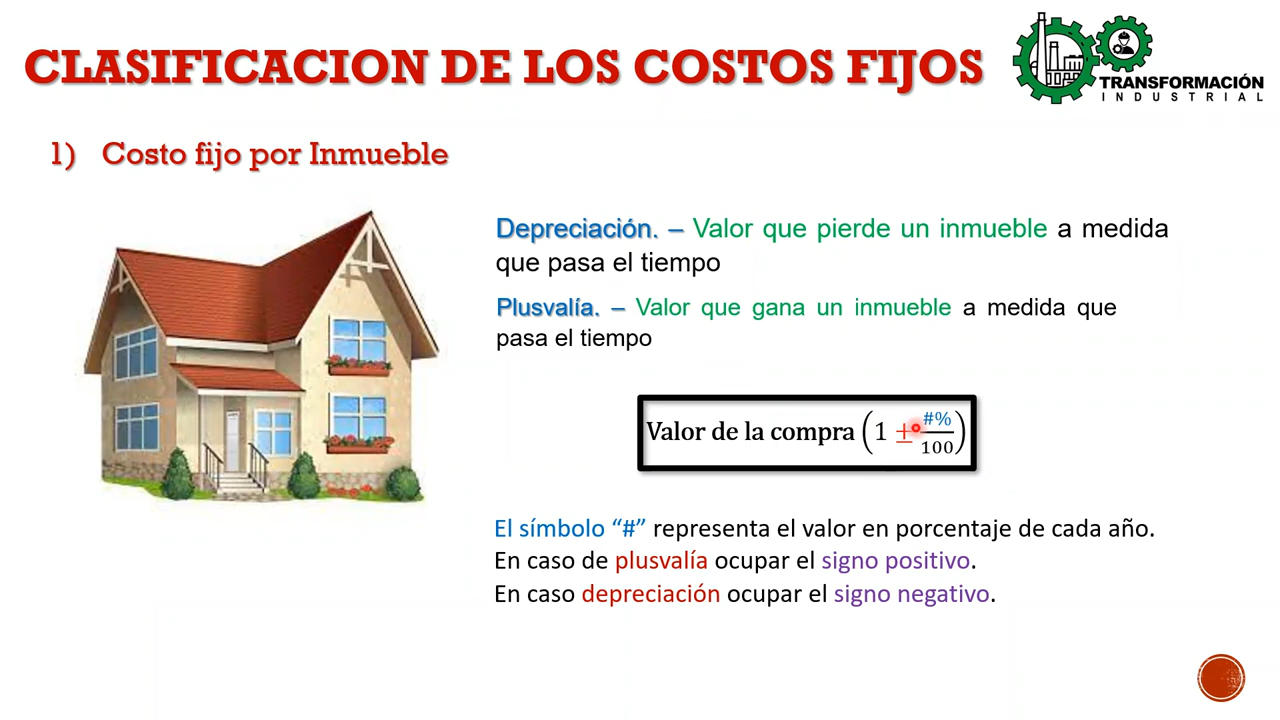 CLASIFICACION DE LOS COSTOS FIJOS
TRANSFORMACIÓN
INDUSTRIAL
1) Costo fijo por Inmueble
Depreciación. – Valor que pierde un inmueble a medida
que pasa el tiempo
Plusvalía. – Valor que gana un inmueble a medida que
pasa el tiempo
Valor de la compra (1 ± #%/100)
El símbolo “#” representa el valor en porcentaje de cada año.
En caso de plusvalía ocupar el signo positivo.
En caso depreciación ocupar el signo negativo.